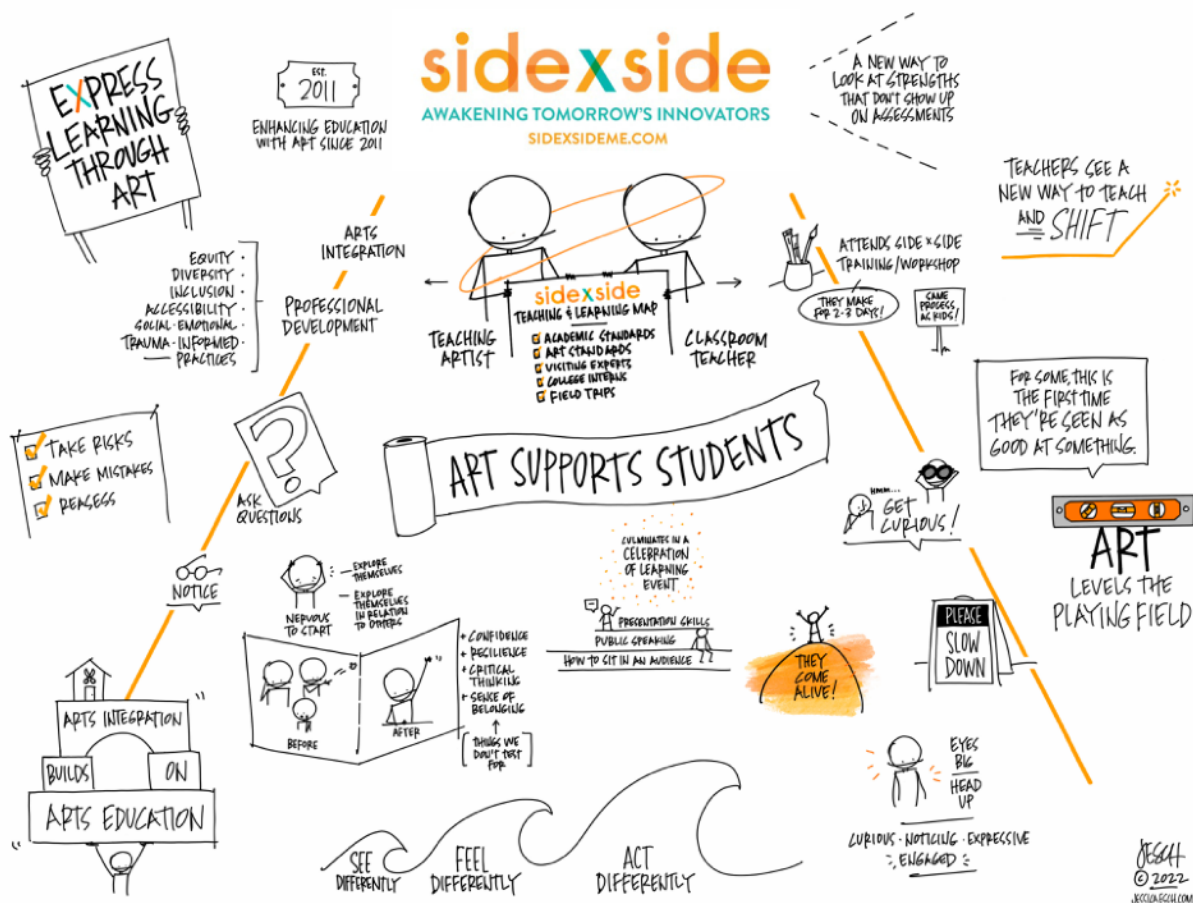 EXPRESS
LEARNING
THROUGH
ART
EST.
2011
ENHANCING EDUCATION
WITH ART SINCE 2011
sidexside
AWAKENING TOMORROW'S INNOVATORS
SIDEXSIDEME.COM
A NEW WAY TO
LOOK AT STRENGTHS
THAT DON'T SHOW UP
ON ASSESSMENTS
TEACHERS SEE A
NEW WAY TO TEACH
AND SHIFT
ARTS
INTEGRATION
EQUITY ·
DIVERSITY ·
INCLUSION ·
ACCESSIBILITY ·
SOCIAL-EMOTIONAL ·
TRAUMA-INFORMED ·
PRACTICES
PROFESSIONAL
DEVELOPMENT
TEACHING
ARTIST
sidexside
TEACHING & LEARNING MAP
ACADEMIC STANDARDS
ART STANDARDS
VISITING EXPERTS
COLLEGE INTERNS
FIELD TRIPS
CLASSROOM
TEACHER
ATTENDS SIDE x SIDE
TRAINING/WORKSHOP
THEY MAKE
FOR 2-3 DAYS!
SAME
PROCESS
AS KIDS!
FOR SOME, THIS IS
THE FIRST TIME
THEY'RE SEEN AS
GOOD AT SOMETHING.
TAKE RISKS
MAKE MISTAKES
REASESS
?
ASK
QUESTIONS
ART SUPPORTS STUDENTS
HMM...
GET
CURIOUS!
ART
LEVELS THE
PLAYING FIELD
NOTICE
NERVOUS
TO START
EXPLORE
THEMSELVES
EXPLORE
THEMSELVES
IN RELATION
TO OTHERS
BEFORE
AFTER
+ CONFIDENCE
+ RESILIENCE
+ CRITICAL
THINKING
+ SENSE OF
BELONGING
[THINGS WE
DON'T TEST
FOR]
CULMINATES IN A
CELEBRATION
OF LEARNING
EVENT
PRESENTATION SKILLS
PUBLIC SPEAKING
HOW TO SIT IN AN AUDIENCE
THEY
COME
ALIVE!
PLEASE
SLOW
DOWN
ARTS INTEGRATION
BUILDS ON
ARTS EDUCATION
SEE
DIFFERENTLY
FEEL
DIFFERENTLY
ACT
DIFFERENTLY
EYES
BIG
HEAD
UP
CURIOUS · NOTICING · EXPRESSIVE
ENGAGED
JESCH
© 2022
JESSICAESCH.COM